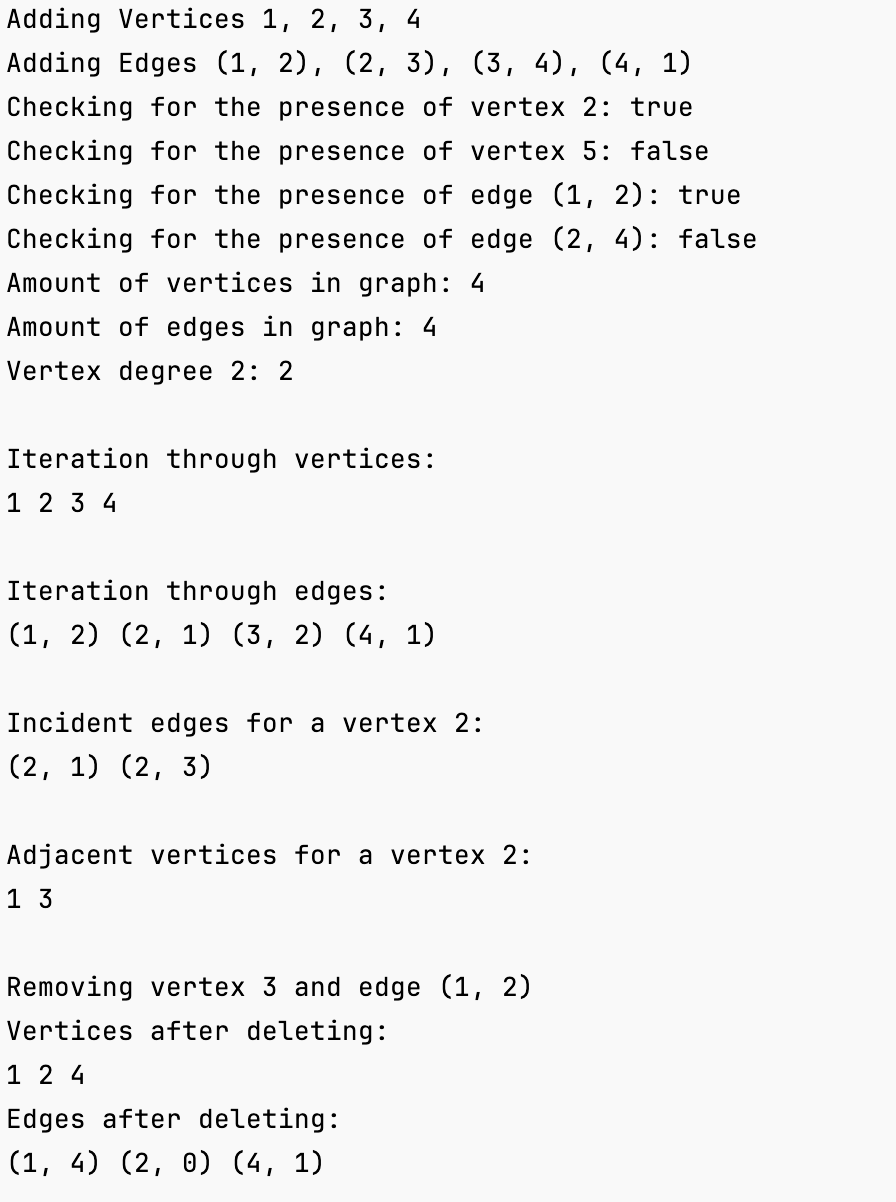 Adding Vertices 1, 2, 3, 4
Adding Edges (1, 2), (2, 3), (3, 4), (4, 1)
Checking for the presence of vertex 2: true
Checking for the presence of vertex 5: false
Checking for the presence of edge (1, 2): true
Checking for the presence of edge (2, 4): false
Amount of vertices in graph: 4
Amount of edges in graph: 4
Vertex degree 2: 2
Iteration through vertices:
1 2 3 4
Iteration through edges:
(1, 2) (2, 1) (3, 2) (4, 1)
Incident edges for a vertex 2:
(2, 1) (2, 3)
Adjacent vertices for a vertex 2:
1 3
Removing vertex 3 and edge (1, 2)
Vertices after deleting:
1 2 4
Edges after deleting:
(1, 4) (2, 0) (4, 1)